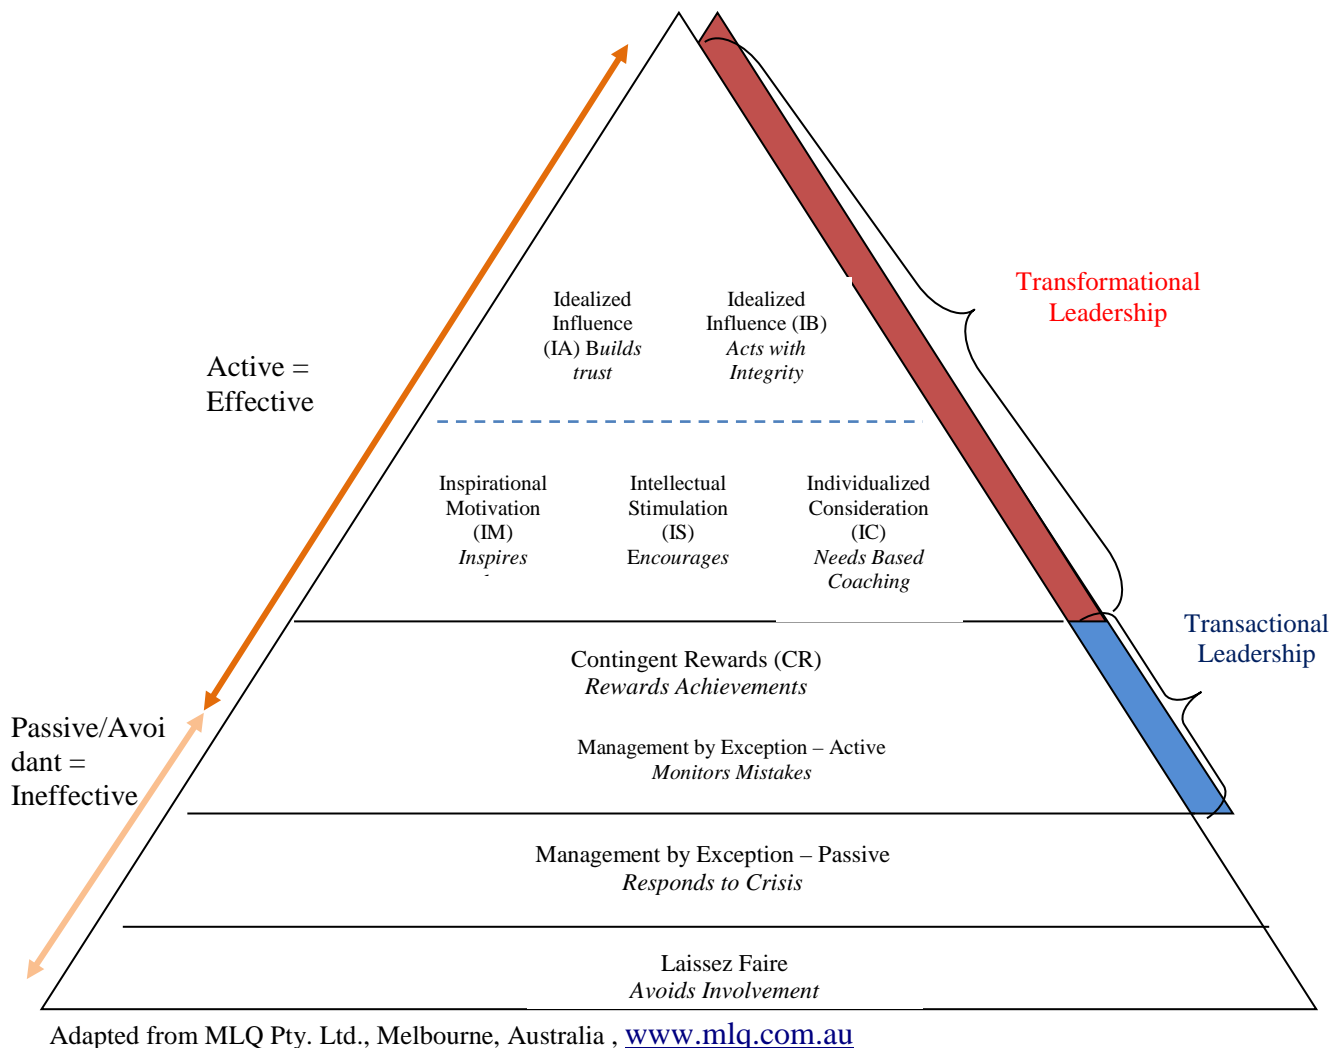 Idealized
Influence
(IA) Builds
trust
Idealized
Influence (IB)
Acts with
Integrity
Transformational
Leadership
Active =
Effective
Inspirational
Motivation
(IM)
Inspires
Intellectual
Stimulation
(IS)
Encourages
Individualized
Consideration
(IC)
Needs Based
Coaching
Transactional
Leadership
Contingent Rewards (CR)
Rewards Achievements
Passive/Avoi
dant =
Ineffective
Management by Exception – Active
Monitors Mistakes
Management by Exception – Passive
Responds to Crisis
Laissez Faire
Avoids Involvement
Adapted from MLQ Pty. Ltd., Melbourne, Australia , www.mlq.com.au